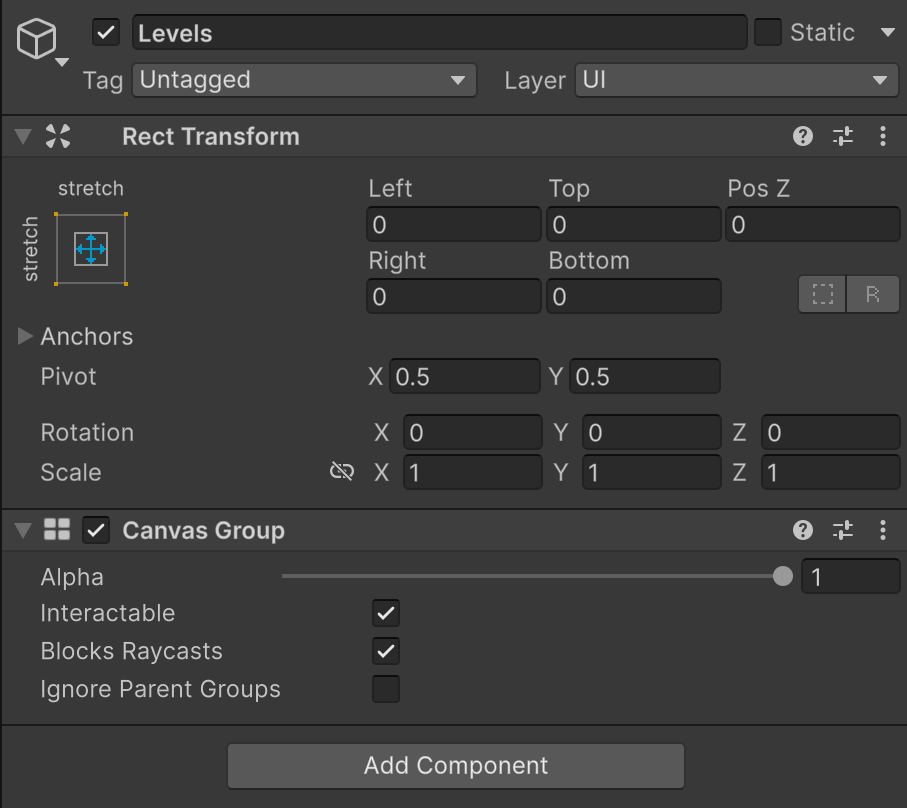 Levels Static
Tag Untagged Layer UI
Rect Transform
stretch
stretch
Left Top Pos Z
0 0 0
Right Bottom
0 0 R
Anchors
Pivot X 0.5 Y 0.5
Rotation X 0 Y 0 Z 0
Scale X 1 Y 1 Z 1
Canvas Group
Alpha 1
Interactable
Blocks Raycasts
Ignore Parent Groups
Add Component